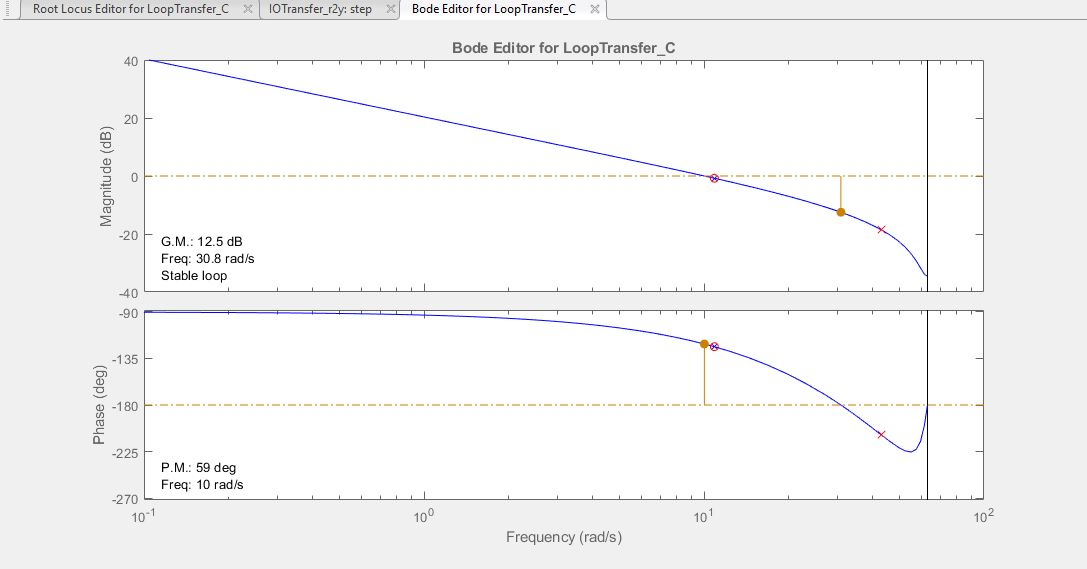 Root Locus Editor for LoopTransfer_C
IOTransfer_r2y: step
Bode Editor for LoopTransfer_C
Bode Editor for LoopTransfer_C
40
20
0
-20
-40
Magnitude (dB)
G.M.: 12.5 dB
Freq: 30.8 rad/s
Stable loop
-90
-135
-180
-225
-270
Phase (deg)
P.M.: 59 deg
Freq: 10 rad/s
10^-1
10^0
10^1
10^2
Frequency (rad/s)